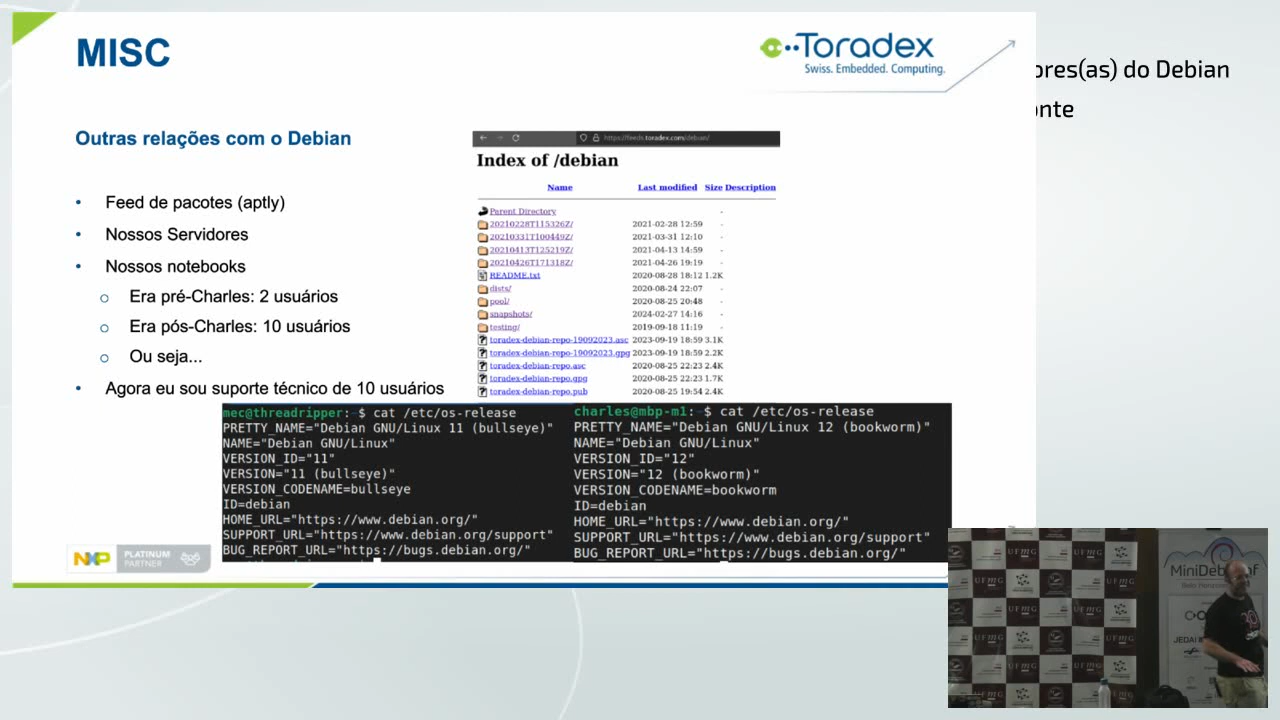 MISC
Toradex
Swiss. Embedded. Computing.
ores(as) do Debian
onte
Outras relações com o Debian
• Feed de pacotes (aptly)
• Nossos Servidores
• Nossos notebooks
o Era pré-Charles: 2 usuários
o Era pós-Charles: 10 usuários
o Ou seja...
• Agora eu sou suporte técnico de 10 usuários
https://feeds.toradex.com/debian/
Index of /debian
Name Last modified Size Description
Parent Directory -
20210228T115326Z/ 2021-02-28 12:59 -
20210331T100449Z/ 2021-03-31 12:10 -
20210413T125219Z/ 2021-04-13 14:59 -
20210426T171318Z/ 2021-04-26 19:19 -
README.txt 2020-08-28 18:12 1.2K
dists/ 2020-08-24 22:07 -
pool/ 2020-08-25 20:48 -
snapshots/ 2024-02-27 14:16 -
testing/ 2019-09-18 11:19 -
toradex-debian-repo-19092023.asc 2023-09-19 18:59 3.1K
toradex-debian-repo-19092023.gpg 2023-09-19 18:59 2.2K
toradex-debian-repo.asc 2020-08-25 22:23 2.4K
toradex-debian-repo.gpg 2020-08-25 22:23 1.7K
toradex-debian-repo.pub 2020-08-25 19:54 2.4K
mec@threadripper:~$ cat /etc/os-release
PRETTY_NAME="Debian GNU/Linux 11 (bullseye)"
NAME="Debian GNU/Linux"
VERSION_ID="11"
VERSION="11 (bullseye)"
VERSION_CODENAME=bullseye
ID=debian
HOME_URL="https://www.debian.org/"
SUPPORT_URL="https://www.debian.org/support"
BUG_REPORT_URL="https://bugs.debian.org/"
charles@mbp-m1:~$ cat /etc/os-release
PRETTY_NAME="Debian GNU/Linux 12 (bookworm)"
NAME="Debian GNU/Linux"
VERSION_ID="12"
VERSION="12 (bookworm)"
VERSION_CODENAME=bookworm
ID=debian
HOME_URL="https://www.debian.org/"
SUPPORT_URL="https://www.debian.org/support"
BUG_REPORT_URL="https://bugs.debian.org/"
NXP
PLATINUM
PARTNER
UFMG
UFMG
UFMG
UFMG
UFMG
UFMG
MiniDeb
Belo Horizon
JEDAI